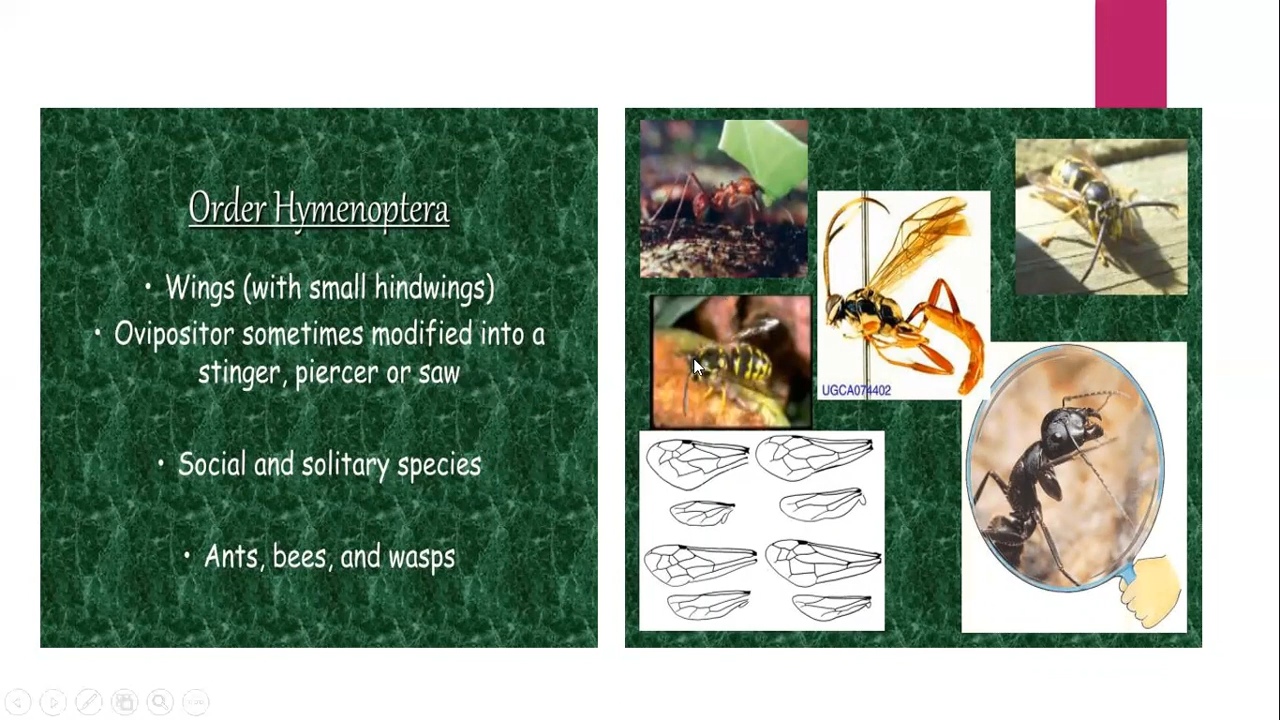 Order Hymenoptera
• Wings (with small hindwings)
• Ovipositor sometimes modified into a
stinger, piercer or saw
• Social and solitary species
• Ants, bees, and wasps
UGCA074402